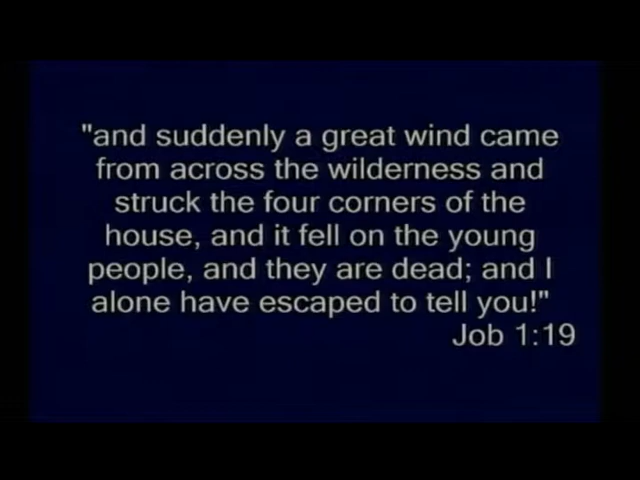 "and suddenly a great wind came
from across the wilderness and
struck the four corners of the
house, and it fell on the young
people, and they are dead; and I
alone have escaped to tell you!"
Job 1:19